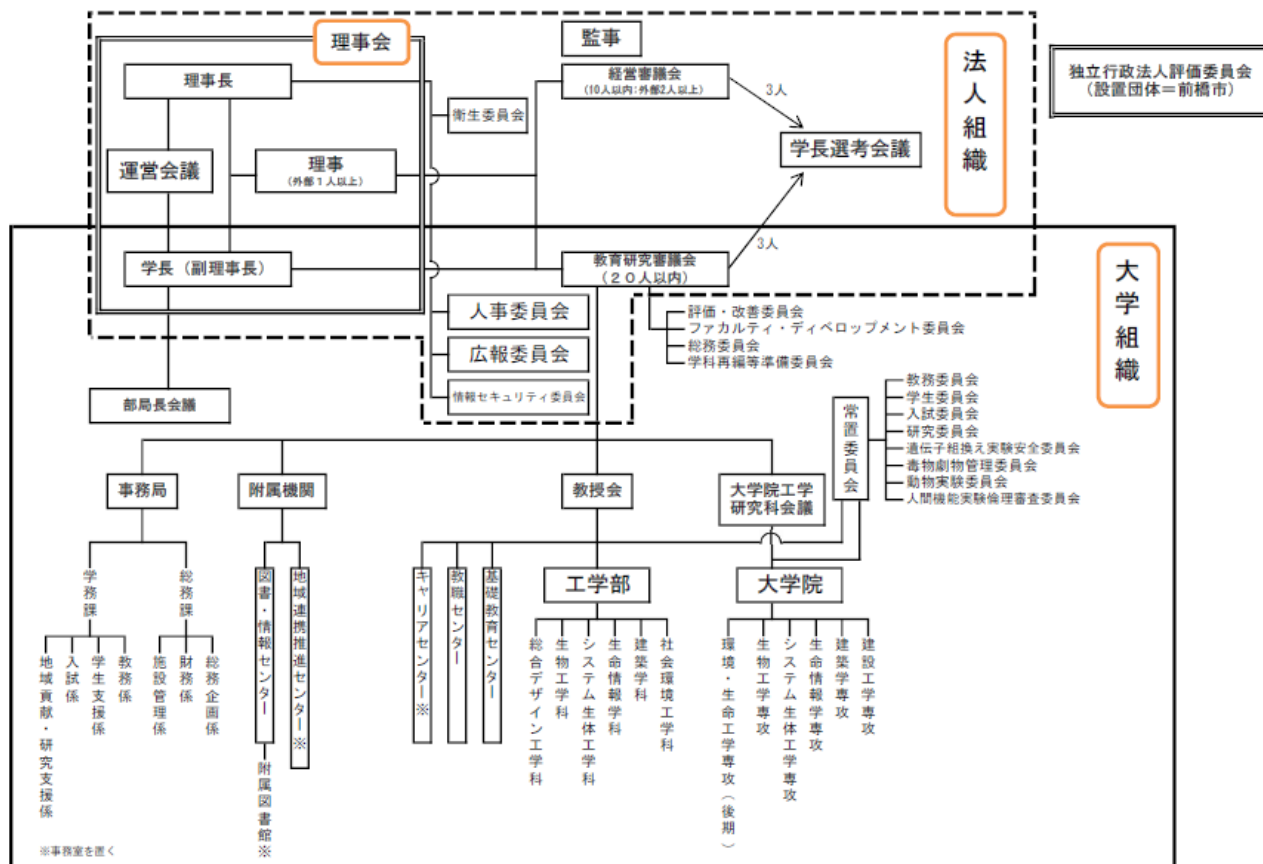 理事会
監事
法人組織
独立行政法人評価委員会
(設置団体=前橋市)
理事長
経営審議会
(10人以内:外部2人以上)
3人
衛生委員会
学長選考会議
運営会議
理事
(外部1人以上)
3人
学長(副理事長)
教育研究審議会
(20人以内)
大学組織
人事委員会
広報委員会
情報セキュリティ委員会
評価・改善委員会
ファカルティ・ディベロップメント委員会
総務委員会
学科再編等準備委員会
部局長会議
常置委員会
教務委員会
学生委員会
入試委員会
研究委員会
遺伝子組換え実験安全委員会
毒物劇物管理委員会
動物実験委員会
人間機能実験倫理審査委員会
事務局
附属機関
教授会
大学院工学
研究科会議
学務課
総務課
図書・情報センター
地域連携推進センター※
キャリアセンター※
教職センター
基礎教育センター
工学部
大学院
地域貢献・研究支援係
入試係
学生支援係
教務係
施設管理係
財務係
総務企画係
附属図書館※
総合デザイン工学科
生物工学科
システム生体工学科
生命情報学科
建築学科
社会環境工学科
環境・生命工学専攻(後期)
生物工学専攻
システム生体工学専攻
生命情報学専攻
建築学専攻
建設工学専攻
※事務室を置く